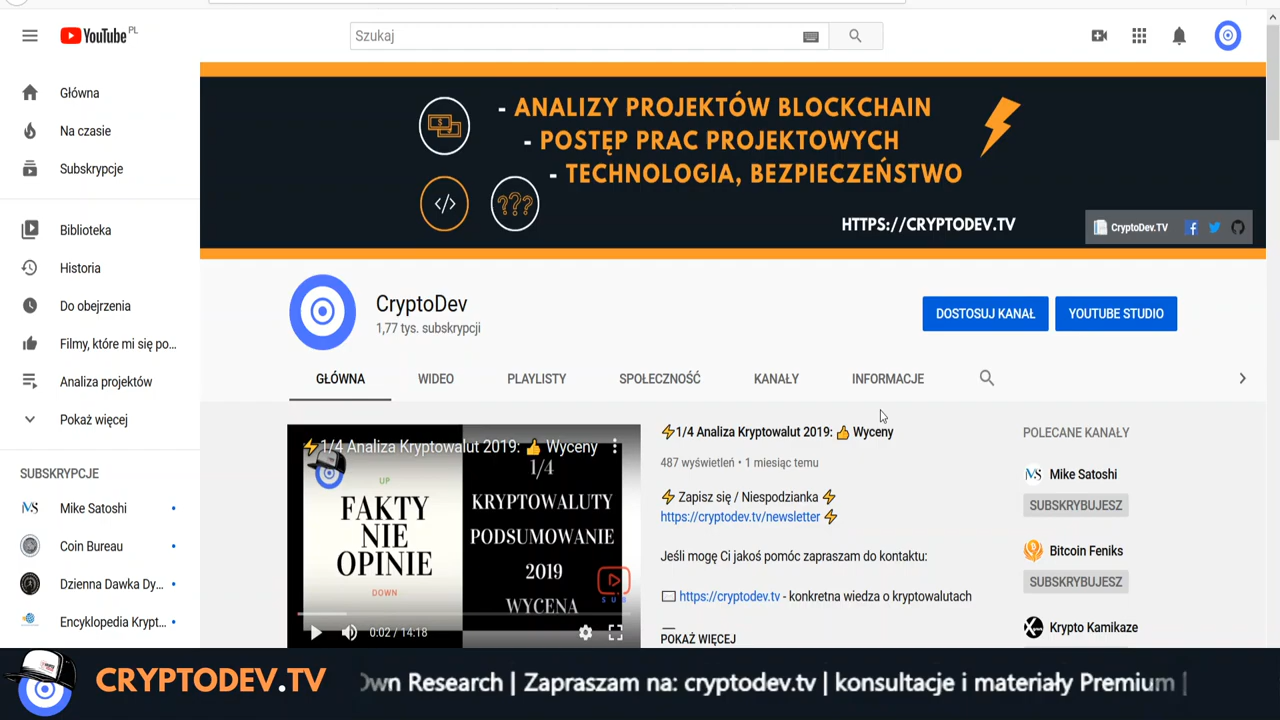 YouTube PL
Szukaj
Główna
Na czasie
Subskrypcje
Biblioteka
Historia
Do obejrzenia
Filmy, które mi się po...
Analiza projektów
Pokaż więcej
SUBSKRYPCJE
Mike Satoshi
Coin Bureau
Dzienna Dawka Dy...
Encyklopedia Krypt...
- ANALIZY PROJEKTÓW BLOCKCHAIN
- POSTĘP PRAC PROJEKTOWYCH
- TECHNOLOGIA, BEZPIECZEŃSTWO
</>
???
HTTPS://CRYPTODEV.TV
CryptoDev.TV
CryptoDev
1,77 tys. subskrypcji
DOSTOSUJ KANAŁ
YOUTUBE STUDIO
GŁÓWNA
WIDEO
PLAYLISTY
SPOŁECZNOŚĆ
KANAŁY
INFORMACJE
⚡1/4 Analiza Kryptowalut 2019: 👍 Wyceny
UP
FAKTY
NIE
OPINIE
DOWN
1/4
KRYPTOWALUTY
PODSUMOWANIE
2019
WYCENA
SUB
0:02 / 14:18
⚡1/4 Analiza Kryptowalut 2019: 👍 Wyceny
487 wyświetleń • 1 miesiąc temu
⚡ Zapisz się / Niespodzianka ⚡
https://cryptodev.tv/newsletter ⚡
Jeśli mogę Ci jakoś pomóc zapraszam do kontaktu:
https://cryptodev.tv - konkretna wiedza o kryptowalutach
POKAŻ WIĘCEJ
POLECANE KANAŁY
Mike Satoshi
SUBSKRYBUJESZ
Bitcoin Feniks
SUBSKRYBUJESZ
Krypto Kamikaze
CRYPTODEV.TV
Own Research | Zapraszam na: cryptodev.tv | konsultacje i materiały Premium |